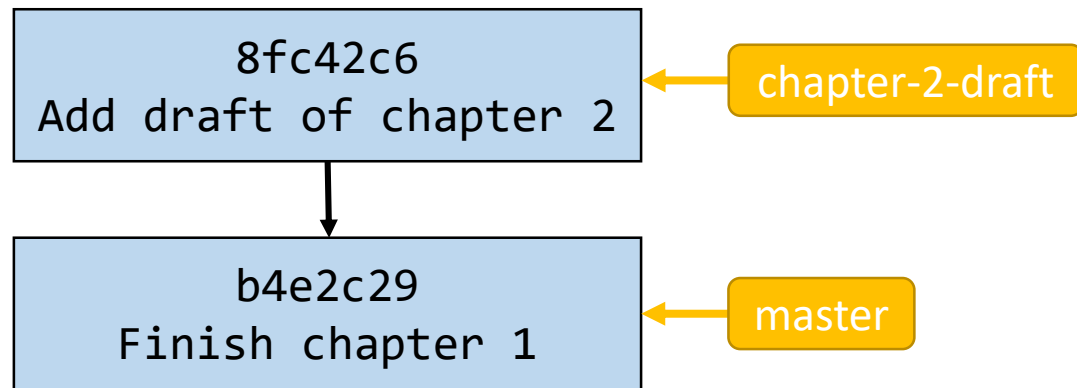 8fc42c6
Add draft of chapter 2
chapter-2-draft
b4e2c29
Finish chapter 1
master